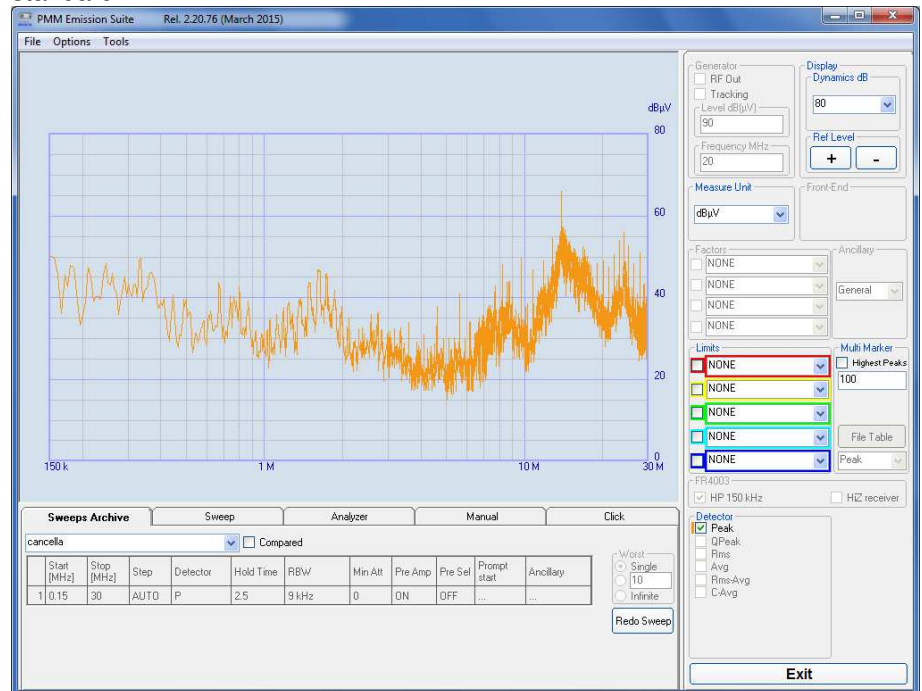 PMM Emission Suite Rel. 2.20.76 (March 2015)
File Options Tools
dBµV
80
60
40
20
0
150 k 1 M 10 M 30 M
Generator
RF Out
Tracking
Level dB(µV)
90
Frequency MHz
20
Display
Dynamics dB
80
Ref Level
+ -
Measure Unit
dBµV
Front-End
Factors
NONE
NONE
NONE
NONE
Ancillary
General
Limits
NONE
NONE
NONE
NONE
NONE
Multi Marker
Highest Peaks
100
File Table
Peak
FR4003
HP 150 kHz HiZ receiver
Detector
Peak
QPeak
Rms
Avg
Rms-Avg
C-Avg
Exit
Sweeps Archive Sweep Analyzer Manual Click
cancella Compared
Start [MHz] Stop [MHz] Step Detector Hold Time RBW Min Att Pre Amp Pre Sel Prompt start Ancillary
1 0.15 30 AUTO P 2.5 9 kHz 0 ON OFF ... ...
Worst
Single
10
Infinite
Redo Sweep